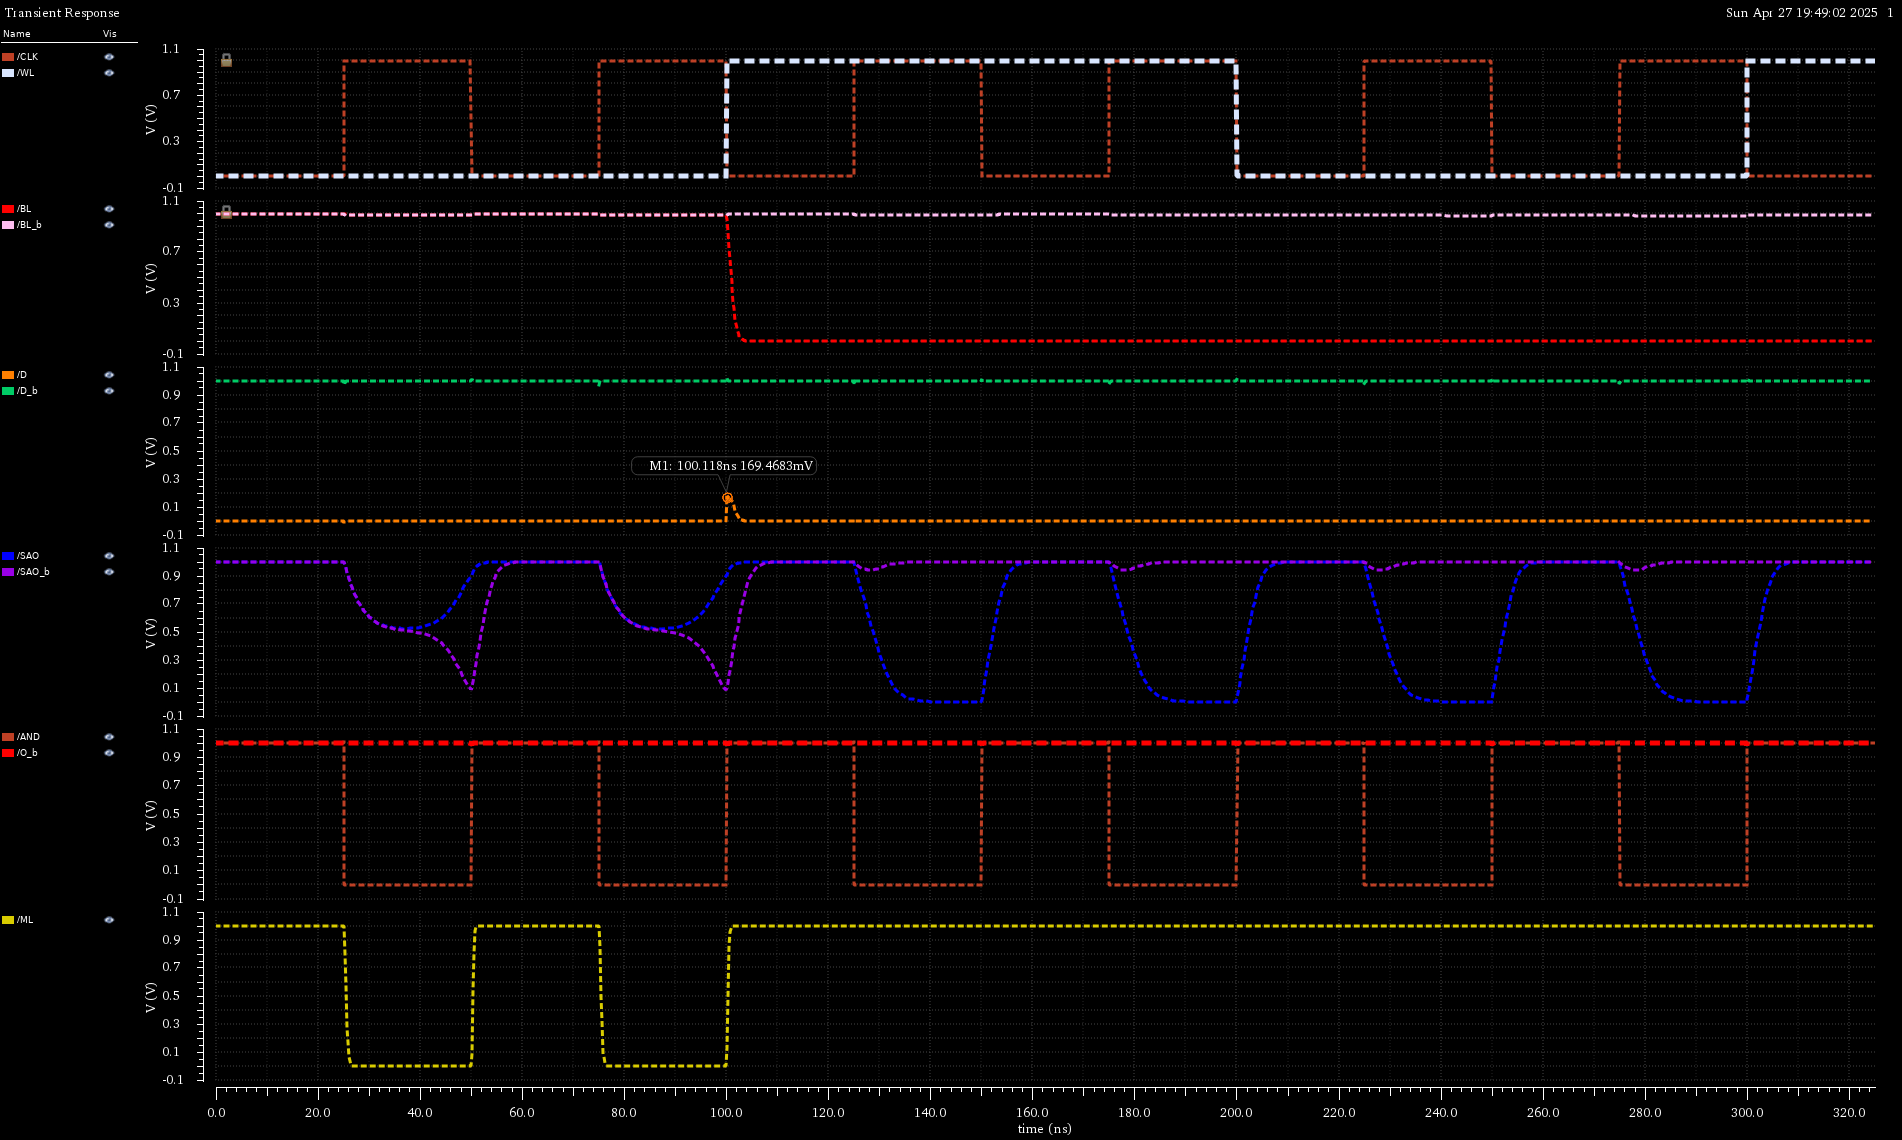 Transient Response
Sun Apr 27 19:49:02 2025 1
Name Vis
/CLK
/WL
1.1
0.7
0.3
-0.1
V (V)
/BL
/BL_b
1.1
0.7
0.3
-0.1
V (V)
/D
/D_b
1.1
0.9
0.7
0.5
0.3
0.1
-0.1
V (V)
M1: 100.118ns 169.4683mV
/SAO
/SAO_b
1.1
0.9
0.7
0.5
0.3
0.1
-0.1
V (V)
/AND
/O_b
1.1
0.9
0.7
0.5
0.3
0.1
-0.1
V (V)
/ML
1.1
0.9
0.7
0.5
0.3
0.1
-0.1
V (V)
0.0 20.0 40.0 60.0 80.0 100.0 120.0 140.0 160.0 180.0 200.0 220.0 240.0 260.0 280.0 300.0 320.0
time (ns)